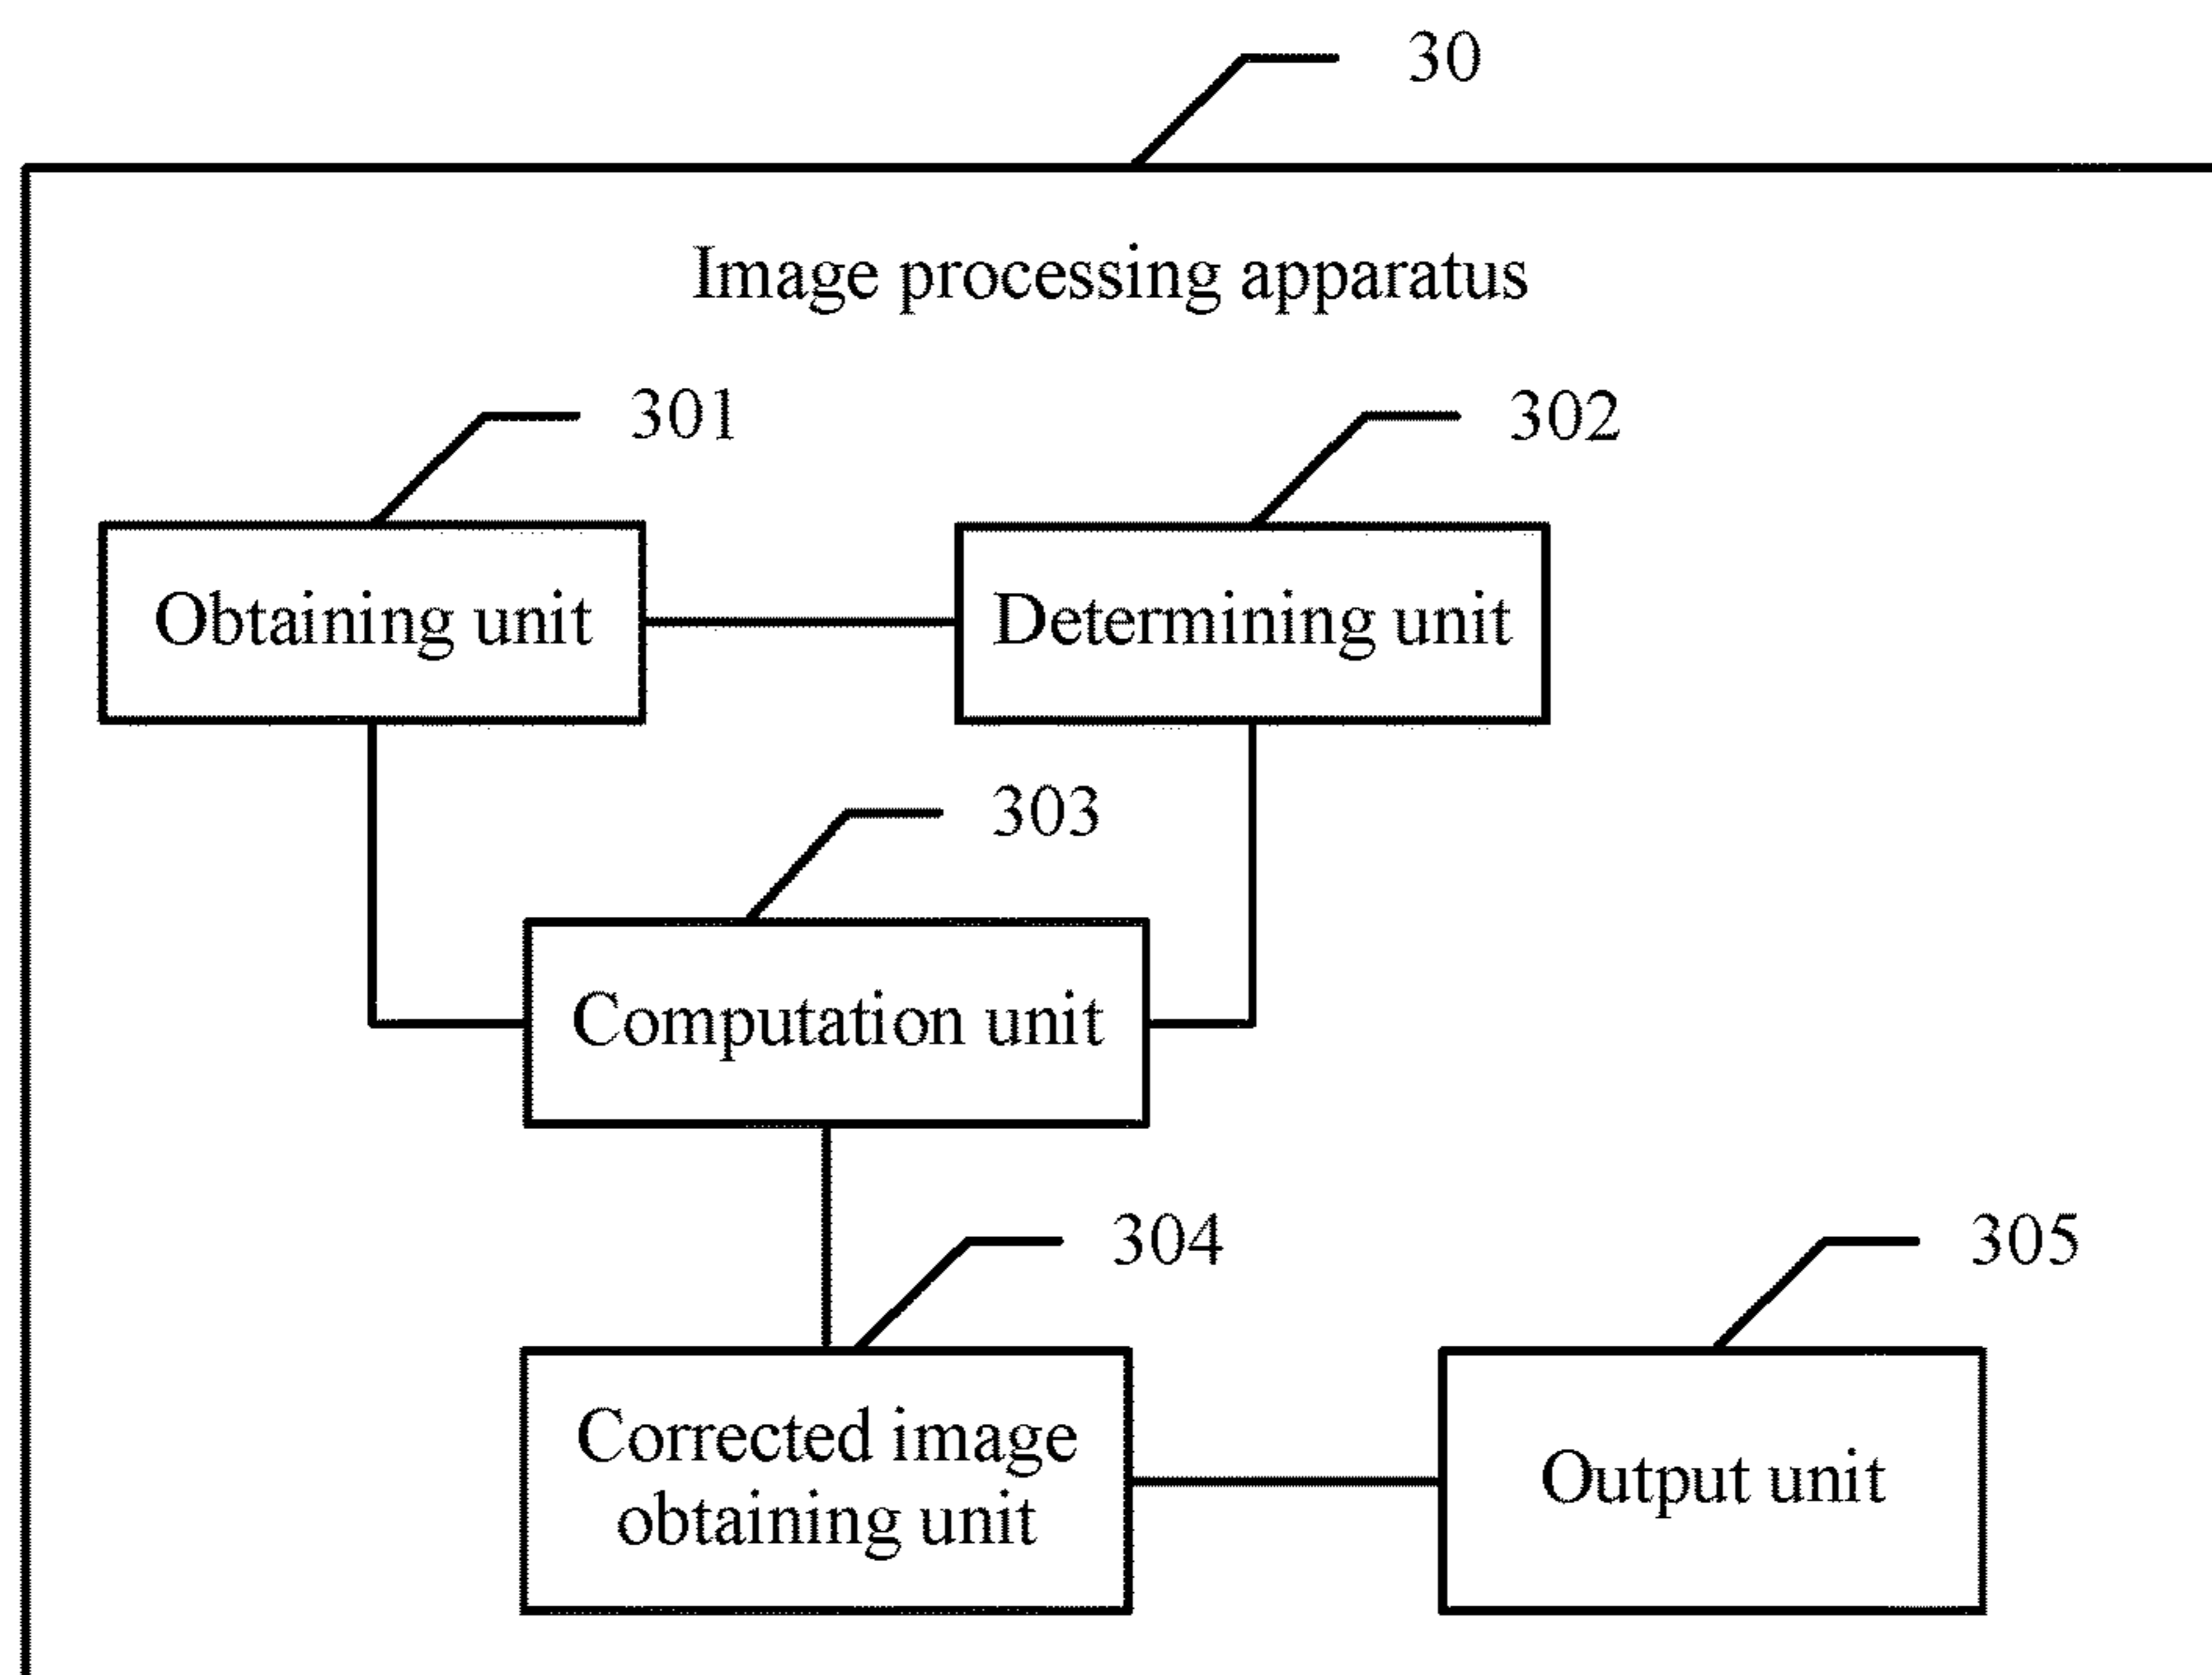 30
Image processing apparatus
301
302
Obtaining unit
Determining unit
303
Computation unit
304
305
Corrected image
obtaining unit
Output unit